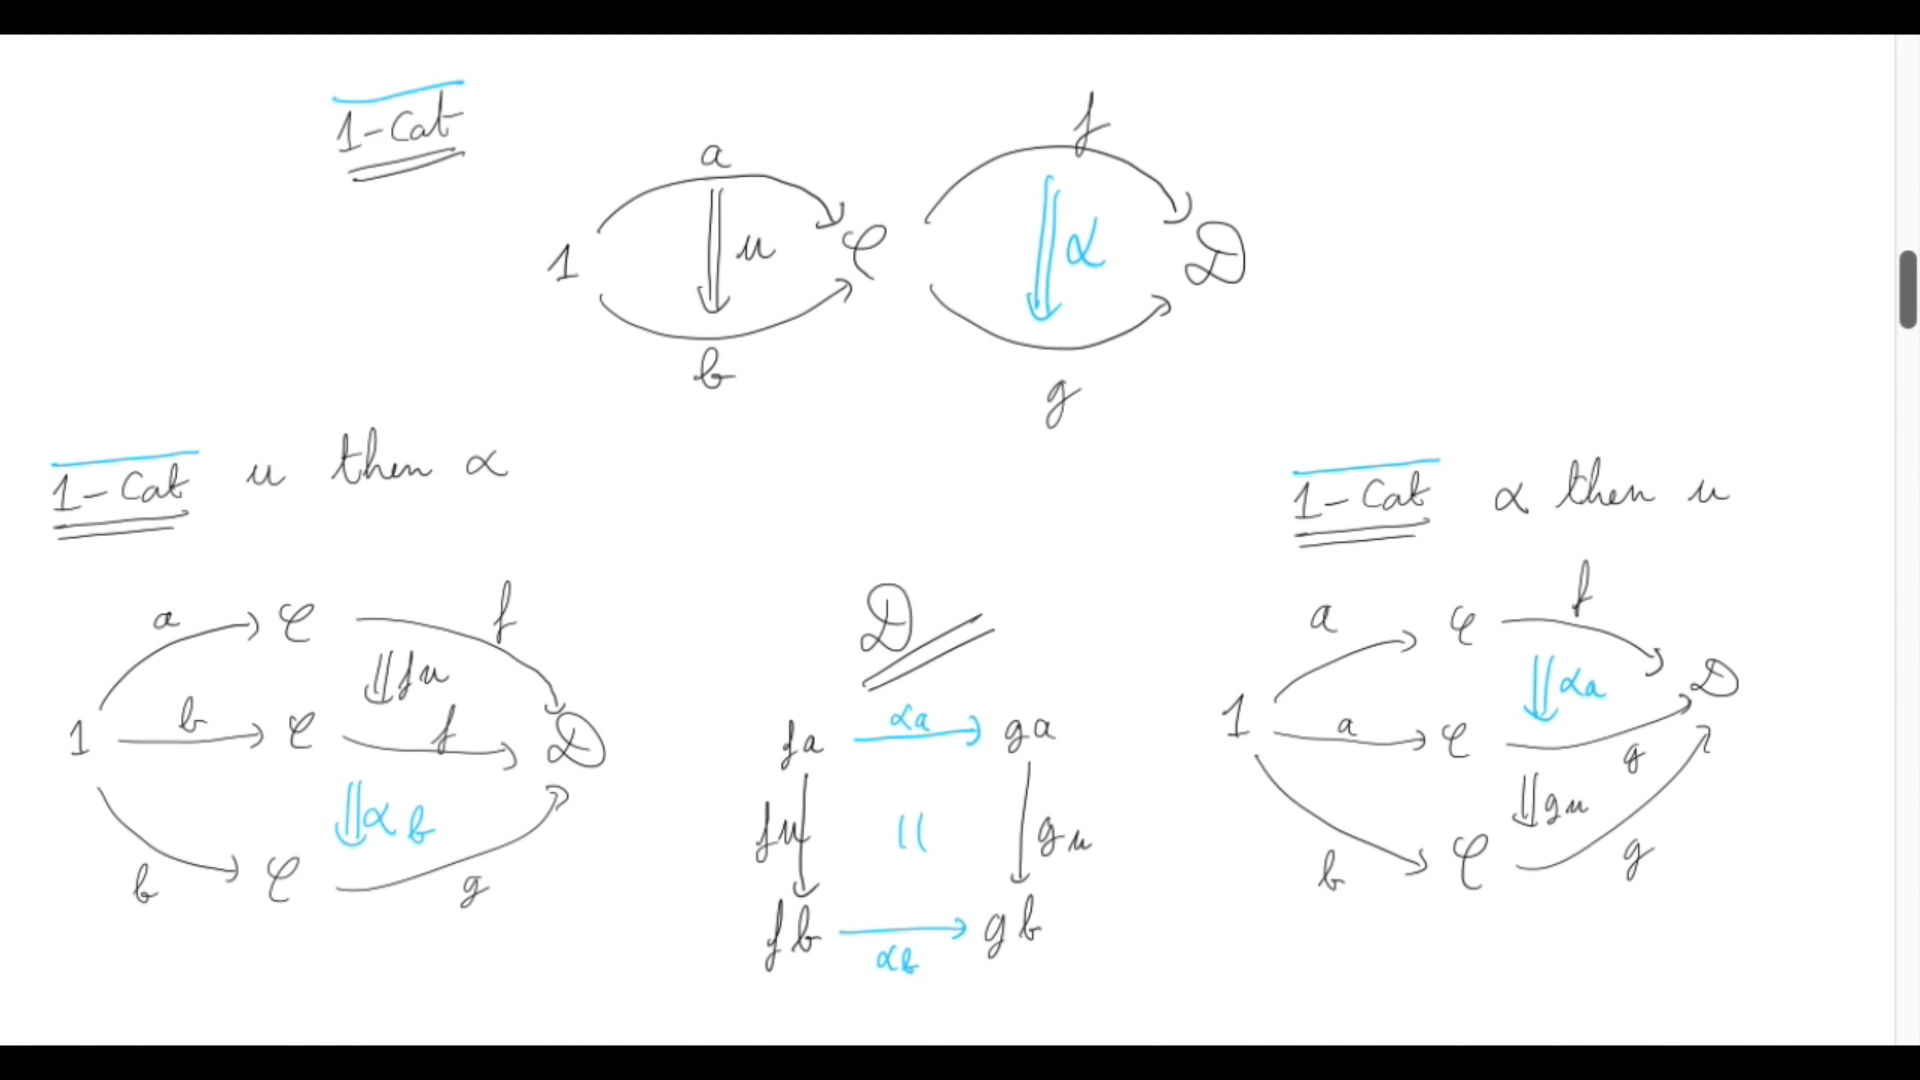 1-Cat
a f
1 u 𝒞 α 𝒟
b g
1-Cat u then α
1-Cat α then u
a 𝒞 f
fu
1 b 𝒞 f 𝒟
αb
b 𝒞 g
𝒟
fa αa ga
fu = gu
fb αb gb
a 𝒞 f
αa 𝒟
1 a 𝒞 g
gu
b 𝒞 g